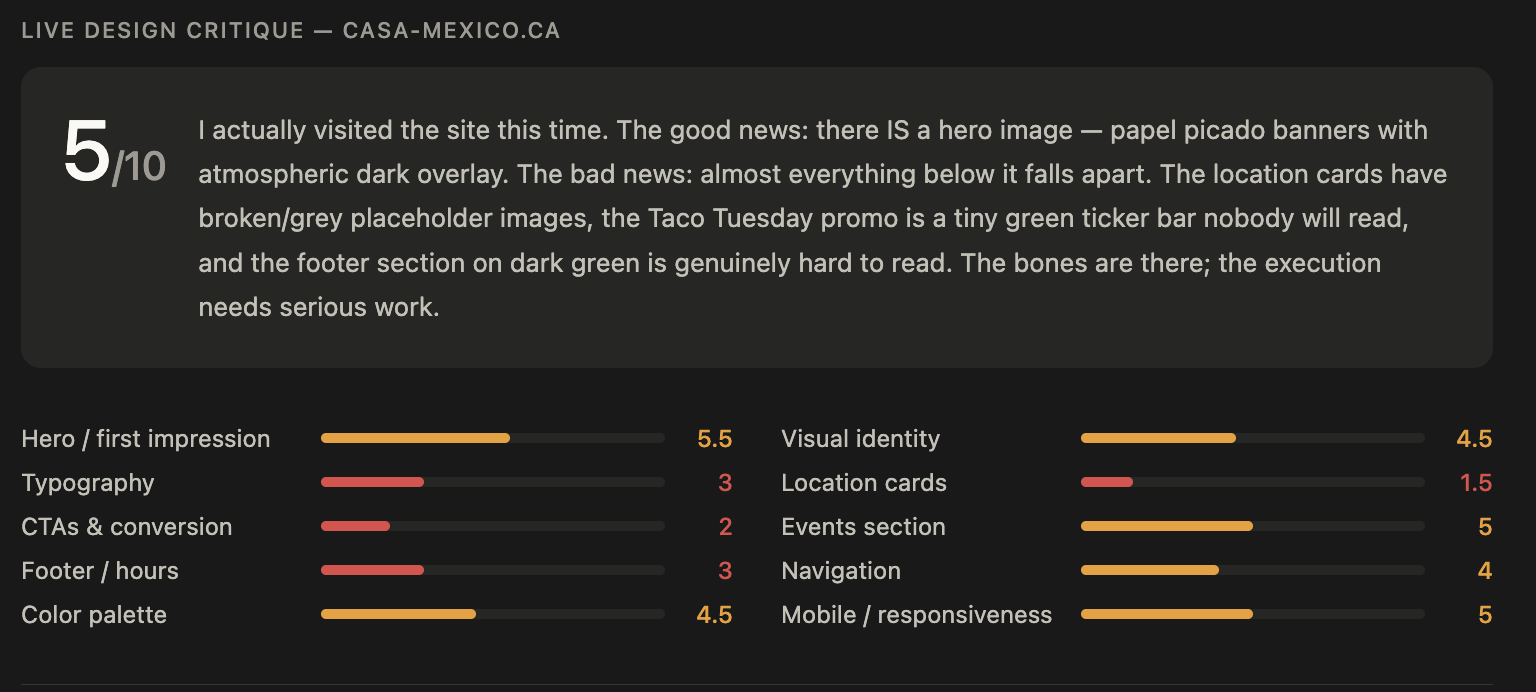 LIVE DESIGN CRITIQUE — CASA-MEXICO.CA
5/10
I actually visited the site this time. The good news: there IS a hero image — papel picado banners with
atmospheric dark overlay. The bad news: almost everything below it falls apart. The location cards have
broken/grey placeholder images, the Taco Tuesday promo is a tiny green ticker bar nobody will read,
and the footer section on dark green is genuinely hard to read. The bones are there; the execution
needs serious work.
Hero / first impression 5.5
Visual identity 4.5
Typography 3
Location cards 1.5
CTAs & conversion 2
Events section 5
Footer / hours 3
Navigation 4
Color palette 4.5
Mobile / responsiveness 5